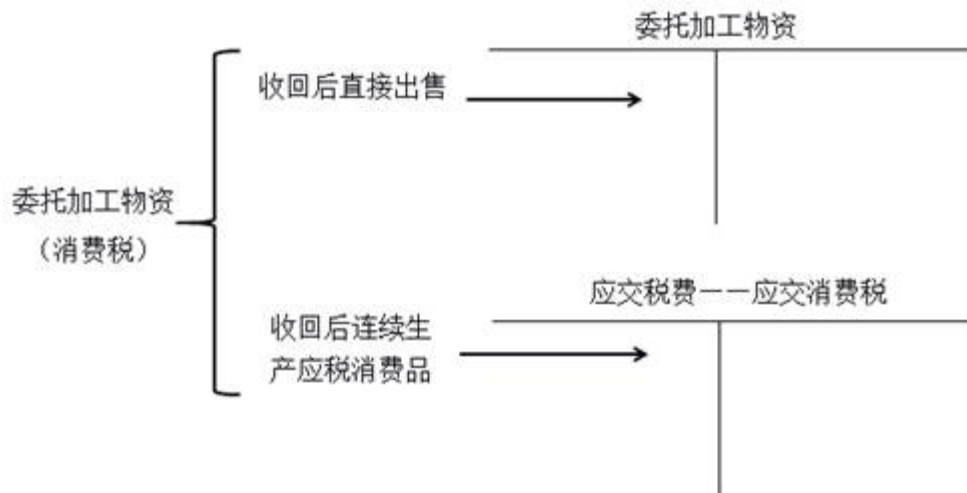 委托加工物资
收回后直接出售
委托加工物资
（消费税）
应交税费——应交消费税
收回后连续生
产应税消费品